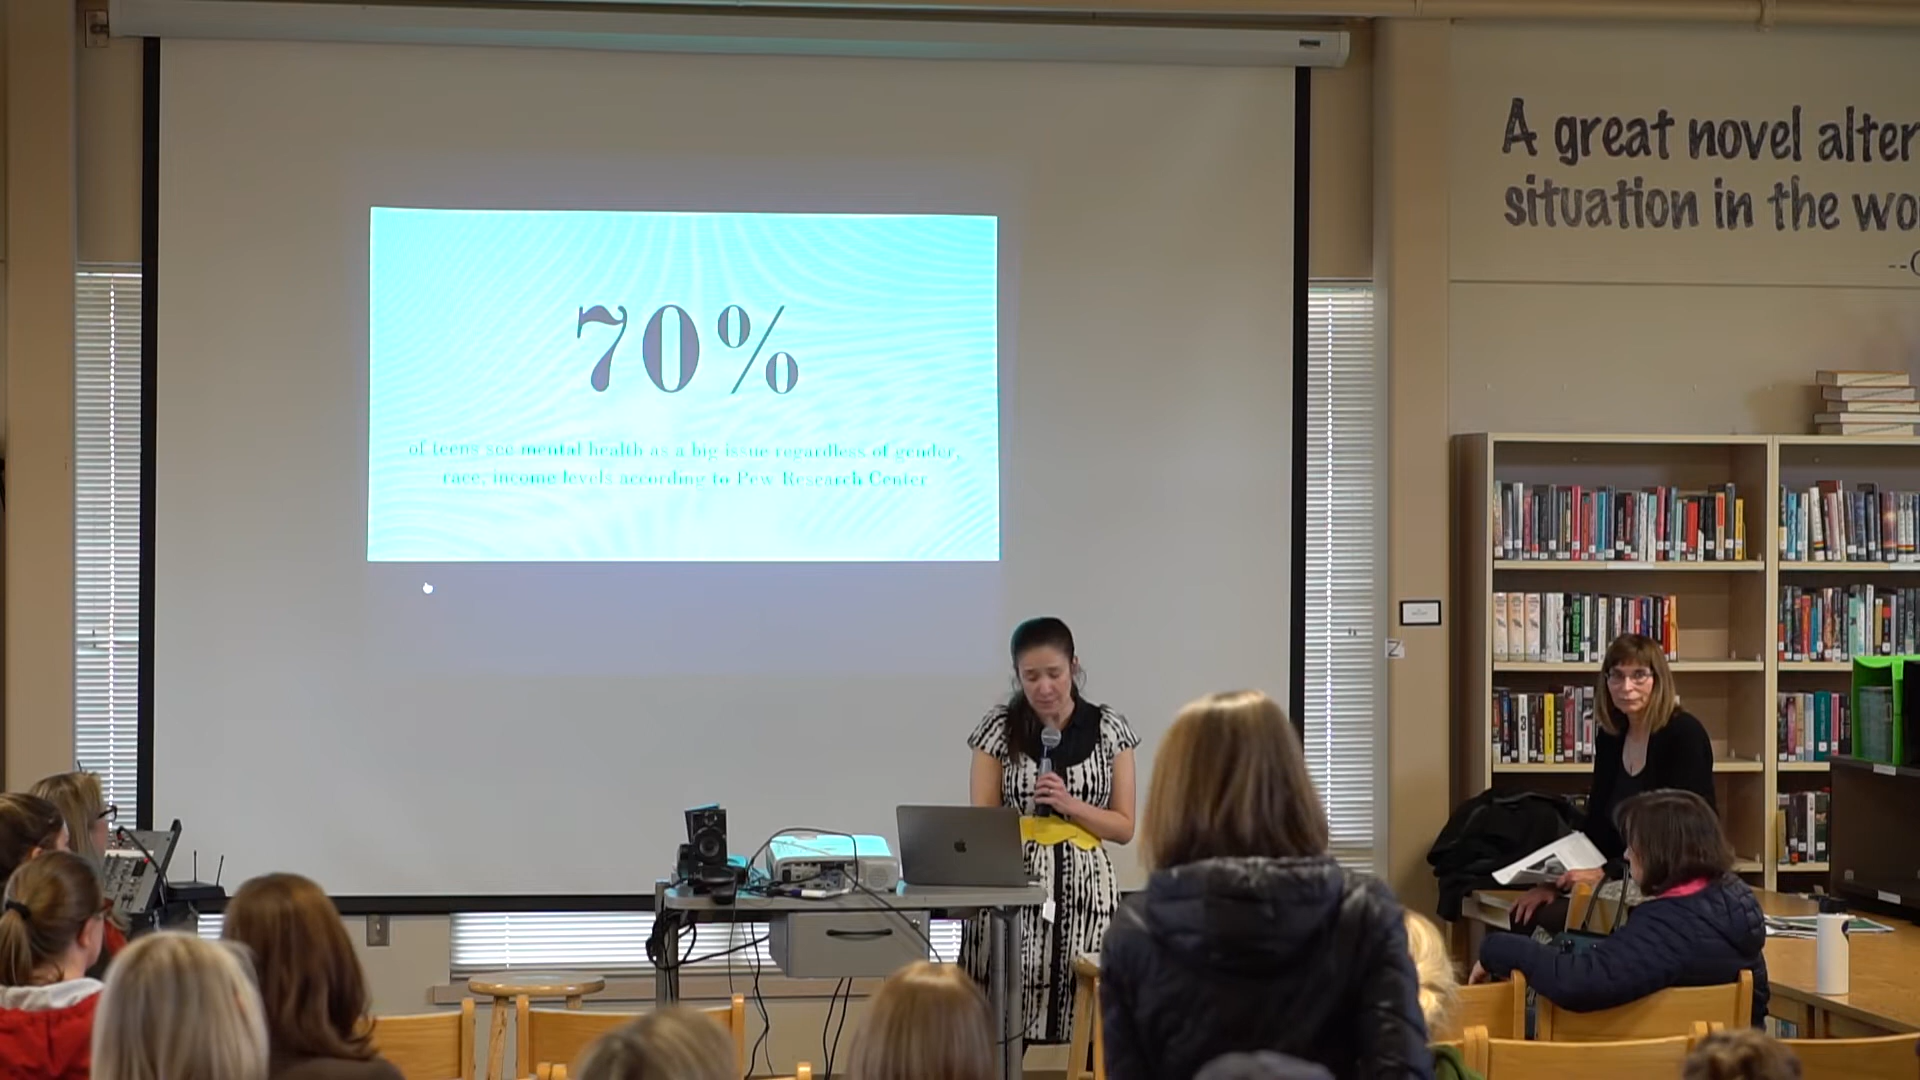 70%
of teens see mental health as a big issue regardless of gender,
race, income levels according to Pew Research Center
A great novel alter
situation in the wo